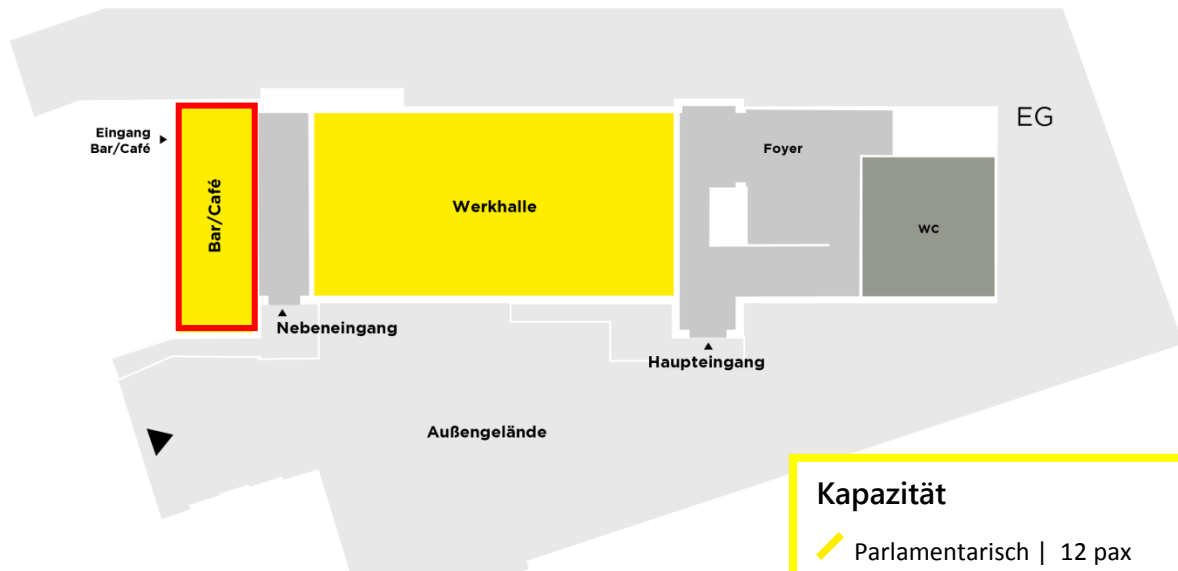 EG
Eingang
Bar/Café
Foyer
Bar/Café
Werkhalle
WC
Nebeneingang
Haupteingang
Außengelände
Kapazität
Parlamentarisch | 12 pax